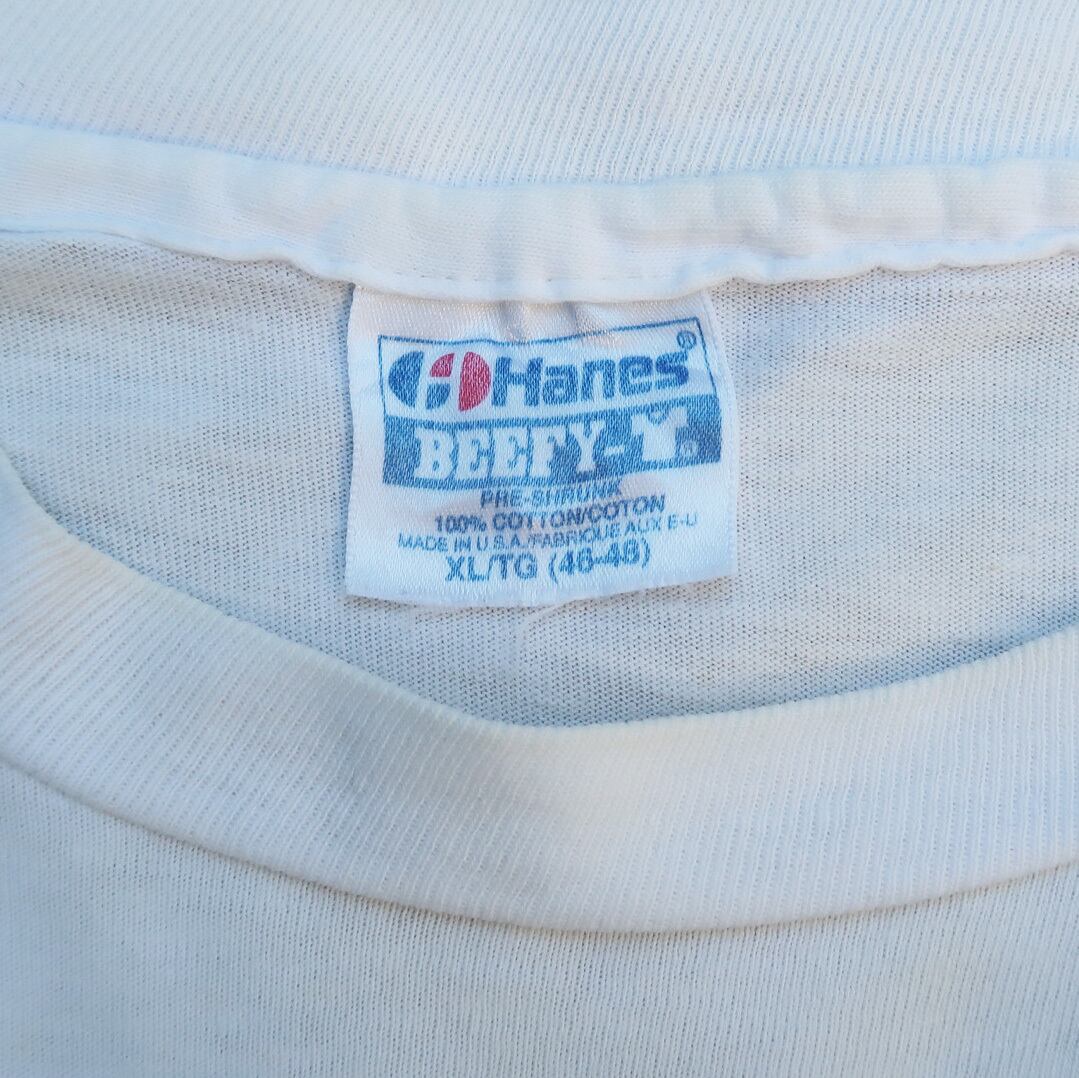 Hanes®
BEEFY-T®
PRE-SHRUNK
100% COTTON/COTON
MADE IN U.S.A./FABRIQUE AUX E-U
XL/TG (46-48)